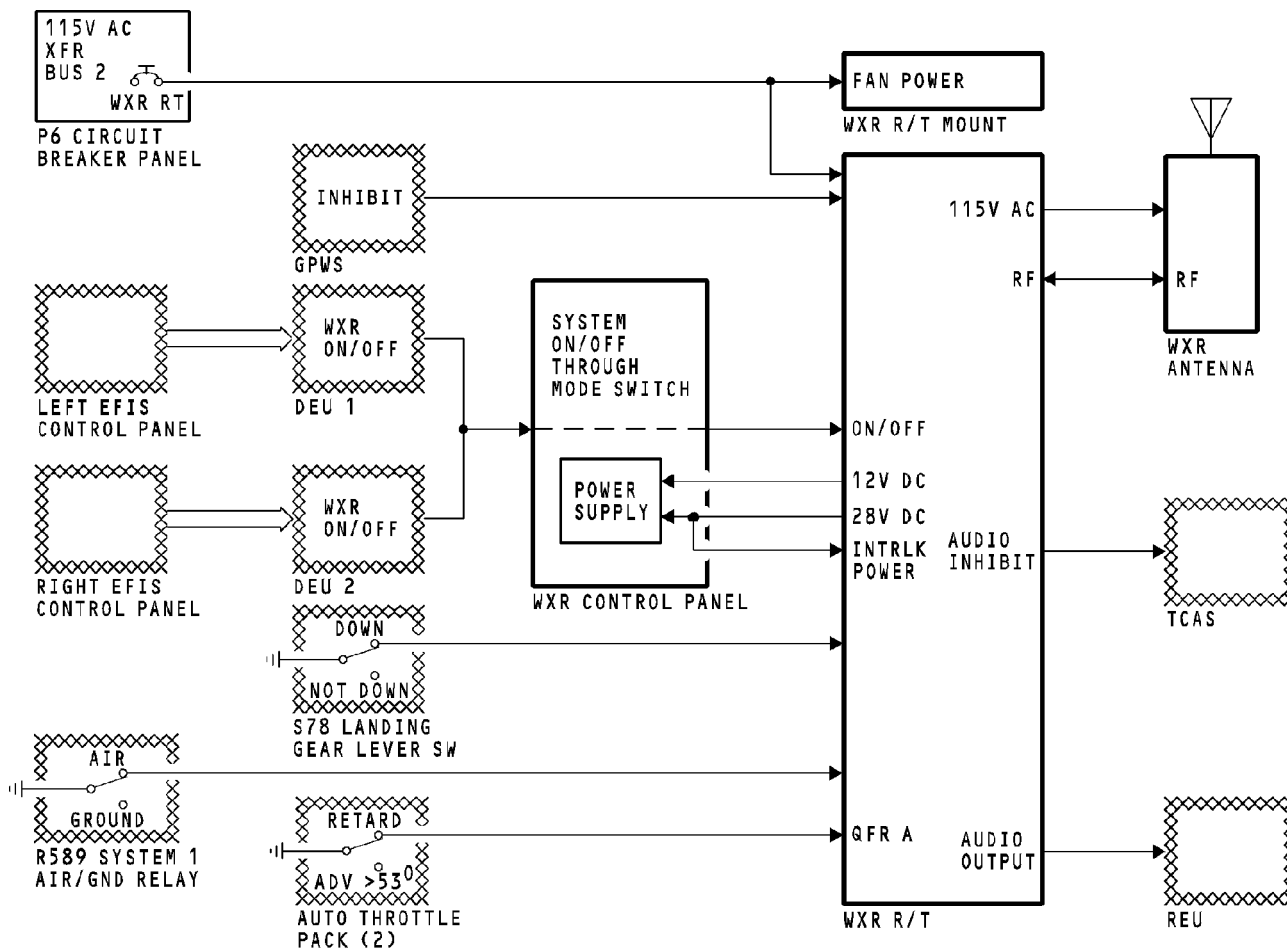 115V AC
XFR
BUS 2
WXR RT
P6 CIRCUIT
BREAKER PANEL
FAN POWER
WXR R/T MOUNT
INHIBIT
GPWS
115V AC
RF
RF
WXR
ANTENNA
LEFT EFIS
CONTROL PANEL
WXR
ON/OFF
DEU 1
SYSTEM
ON/OFF
THROUGH
MODE SWITCH
ON/OFF
RIGHT EFIS
CONTROL PANEL
WXR
ON/OFF
DEU 2
POWER
SUPPLY
WXR CONTROL PANEL
12V DC
28V DC
INTRLK
POWER
AUDIO
INHIBIT
TCAS
DOWN
NOT DOWN
S78 LANDING
GEAR LEVER SW
AIR
GROUND
R589 SYSTEM 1
AIR/GND RELAY
RETARD
ADV >53⁰
AUTO THROTTLE
PACK (2)
QFR A
AUDIO
OUTPUT
WXR R/T
REU